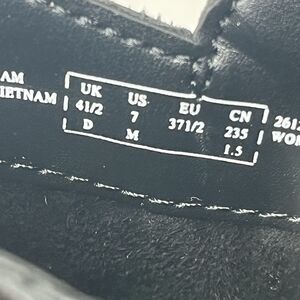 AM UK US EU CN
IETNAM 41/2 7 371/2 235 261
D M 1.5 WO